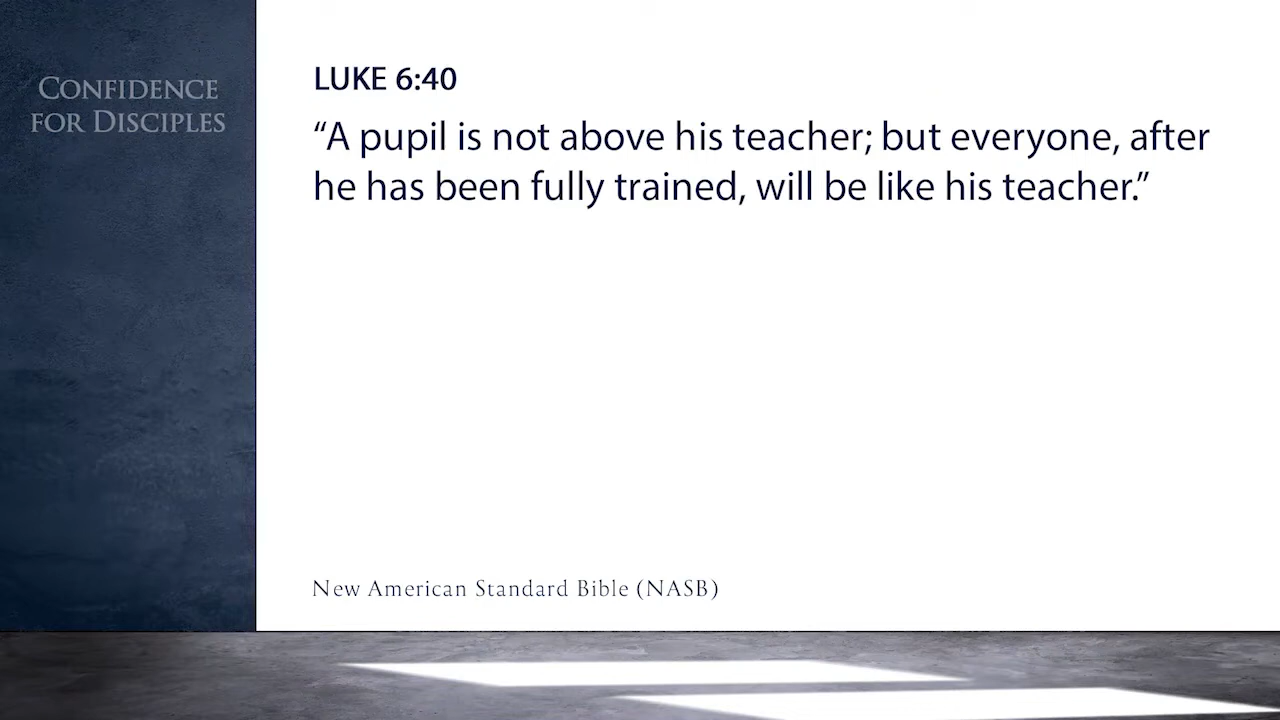 CONFIDENCE
FOR DISCIPLES
LUKE 6:40
“A pupil is not above his teacher; but everyone, after
he has been fully trained, will be like his teacher.”
New American Standard Bible (NASB)